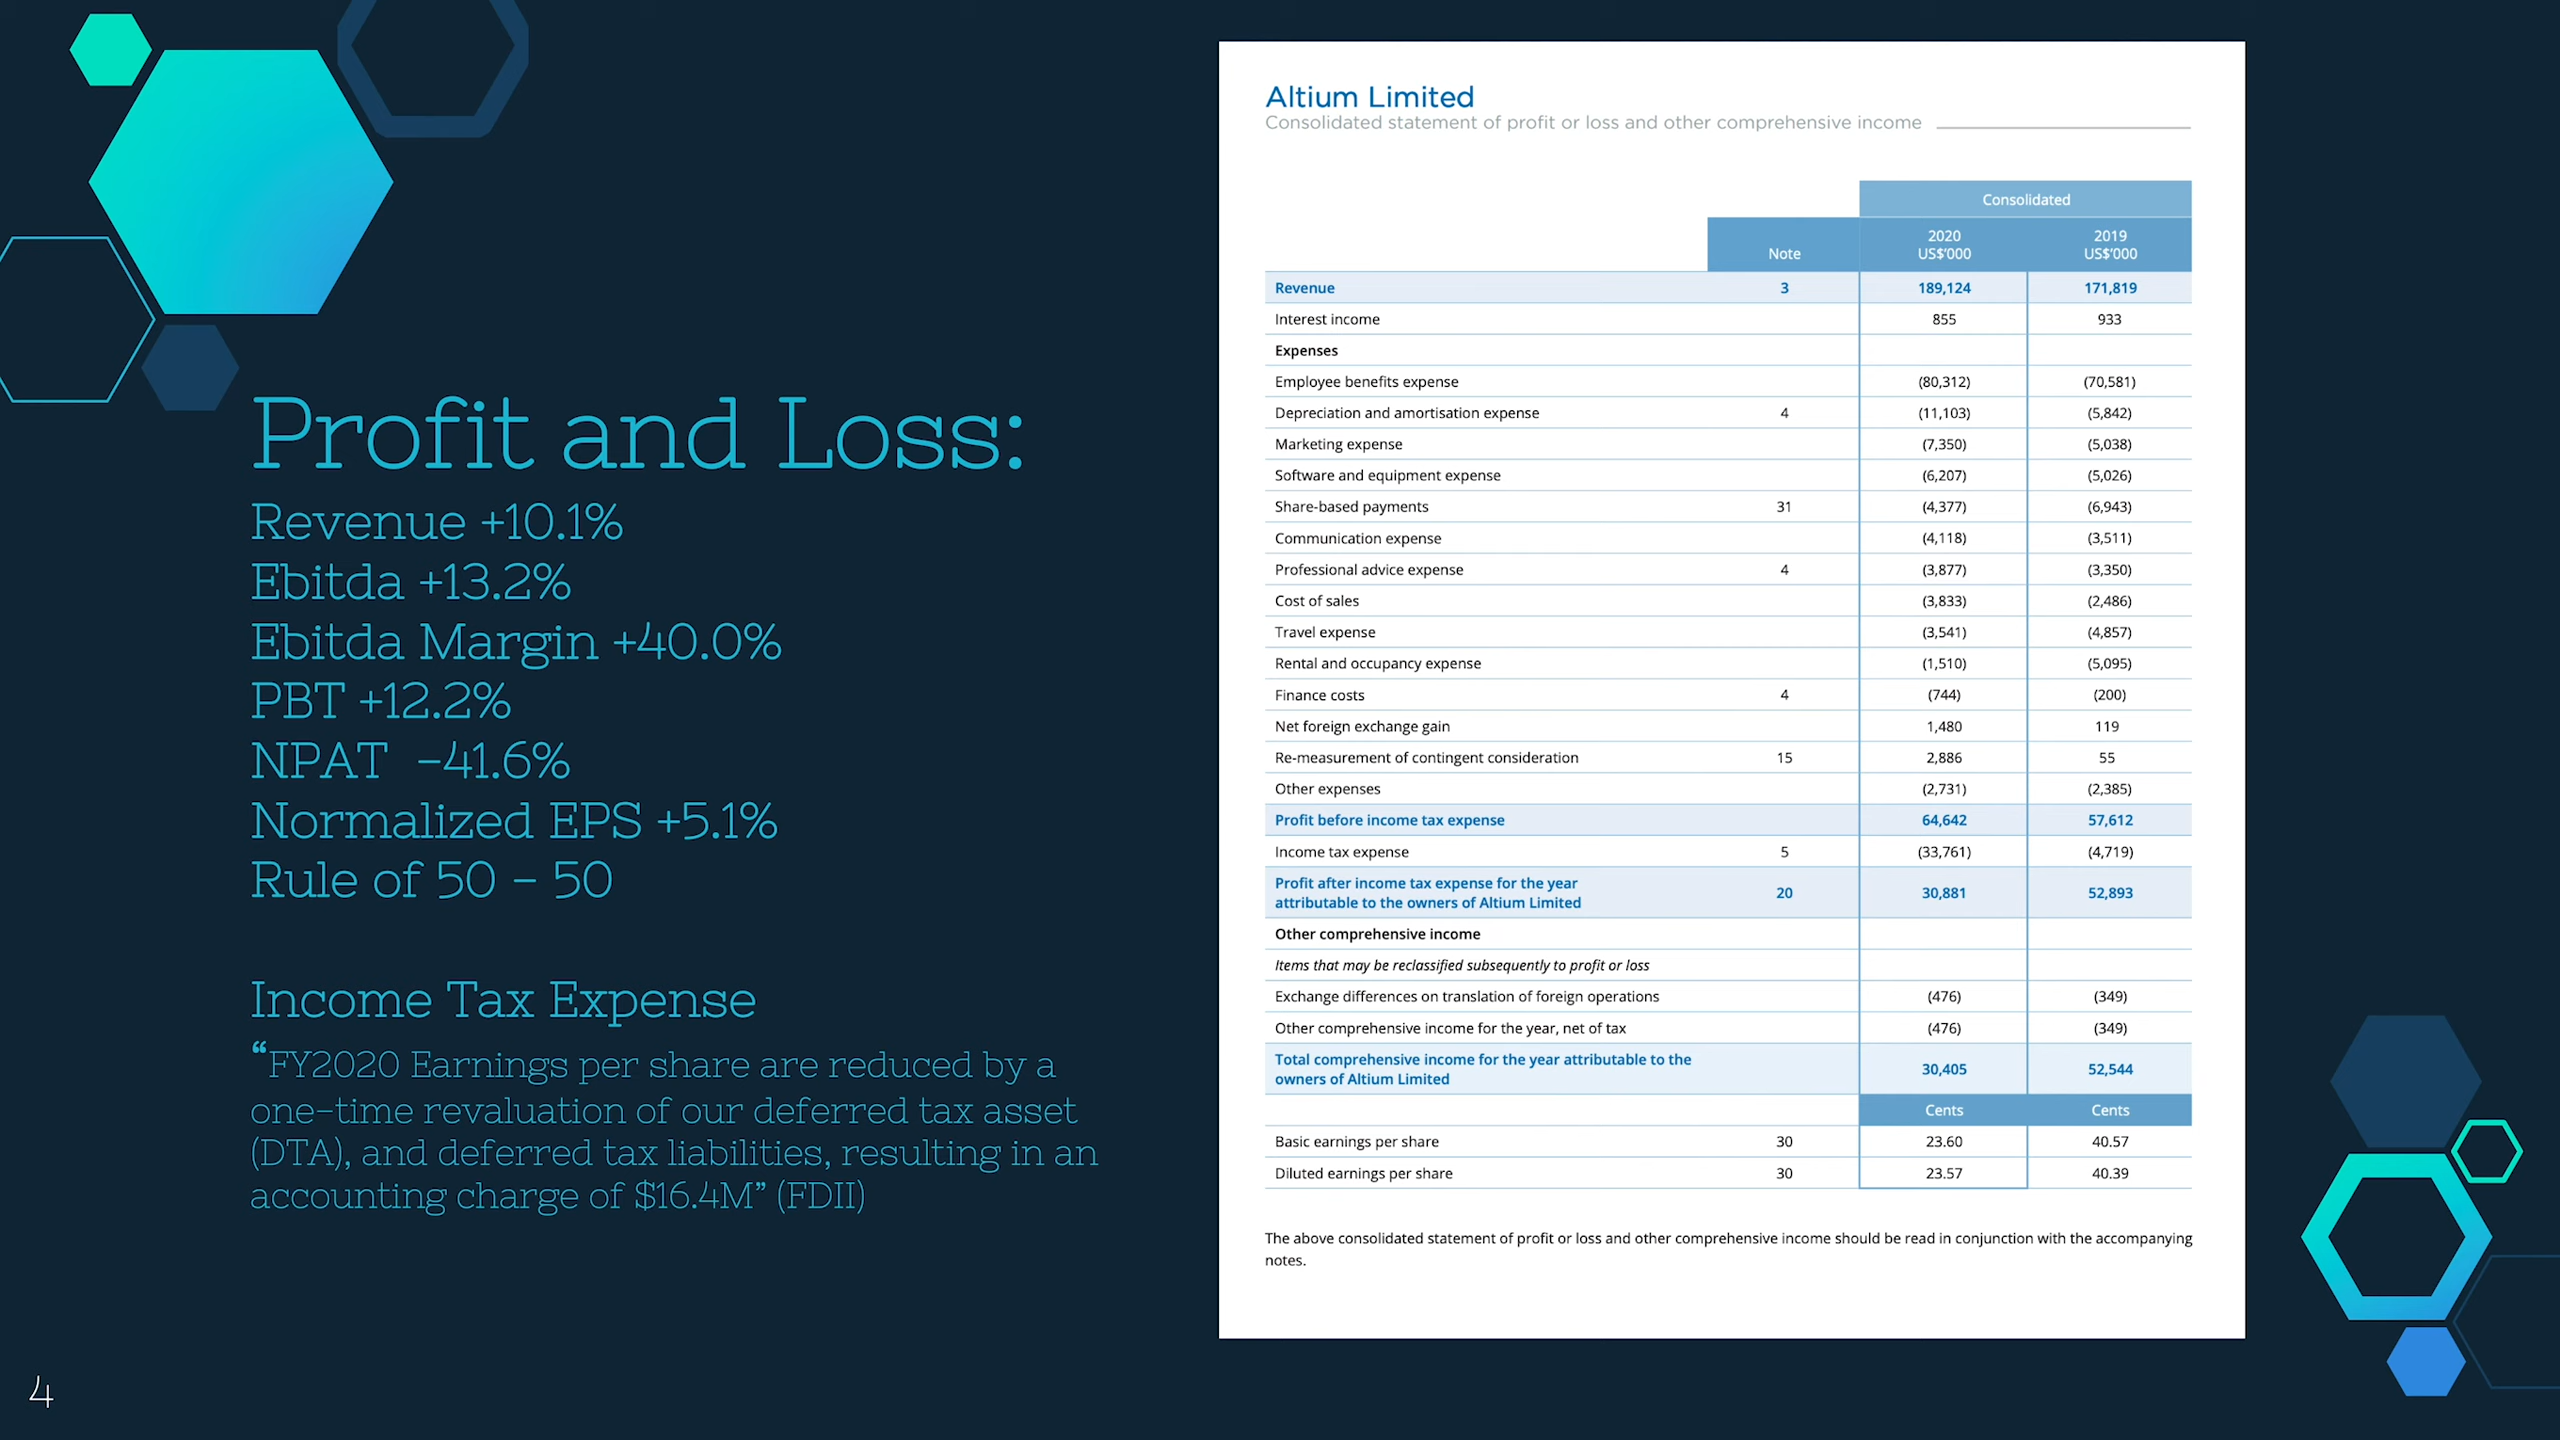 Profit and Loss:
Revenue +10.1%
Ebitda +13.2%
Ebitda Margin +40.0%
PBT +12.2%
NPAT -41.6%
Normalized EPS +5.1%
Rule of 50 - 50
Income Tax Expense
“FY2020 Earnings per share are reduced by a
one-time revaluation of our deferred tax asset
(DTA), and deferred tax liabilities, resulting in an
accounting charge of $16.4M” (FDII)
4
Altium Limited
Consolidated statement of profit or loss and other comprehensive income
Consolidated
Note 2020 US$'000 2019 US$'000
Revenue 3 189,124 171,819
Interest income 855 933
Expenses
Employee benefits expense (80,312) (70,581)
Depreciation and amortisation expense 4 (11,103) (5,842)
Marketing expense (7,350) (5,038)
Software and equipment expense (6,207) (5,026)
Share-based payments 31 (4,377) (6,943)
Communication expense (4,118) (3,511)
Professional advice expense 4 (3,877) (3,350)
Cost of sales (3,833) (2,486)
Travel expense (3,541) (4,857)
Rental and occupancy expense (1,510) (5,095)
Finance costs 4 (744) (200)
Net foreign exchange gain 1,480 119
Re-measurement of contingent consideration 15 2,886 55
Other expenses (2,731) (2,385)
Profit before income tax expense 64,642 57,612
Income tax expense 5 (33,761) (4,719)
Profit after income tax expense for the year
attributable to the owners of Altium Limited 20 30,881 52,893
Other comprehensive income
Items that may be reclassified subsequently to profit or loss
Exchange differences on translation of foreign operations (476) (349)
Other comprehensive income for the year, net of tax (476) (349)
Total comprehensive income for the year attributable to the
owners of Altium Limited 30,405 52,544
Cents Cents
Basic earnings per share 30 23.60 40.57
Diluted earnings per share 30 23.57 40.39
The above consolidated statement of profit or loss and other comprehensive income should be read in conjunction with the accompanying
notes.